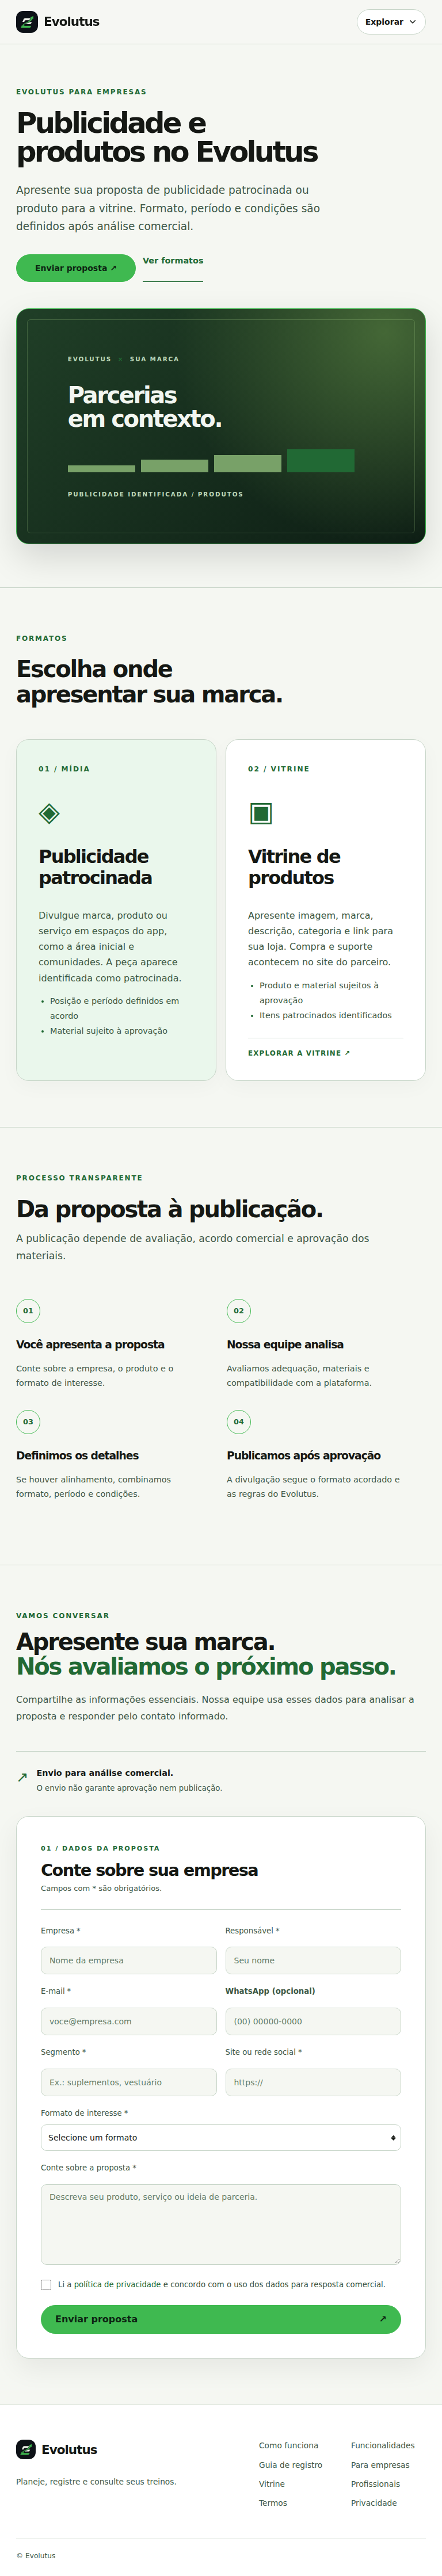 Evolutus
Explorar
EVOLUTUS PARA EMPRESAS
Publicidade e
produtos no Evolutus
Apresente sua proposta de publicidade patrocinada ou
produto para a vitrine. Formato, período e condições são
definidos após análise comercial.
Enviar proposta ↗
Ver formatos
EVOLUTUS × SUA MARCA
Parcerias
em contexto.
PUBLICIDADE IDENTIFICADA / PRODUTOS
FORMATOS
Escolha onde
apresentar sua marca.
01 / MÍDIA
Publicidade
patrocinada
Divulgue marca, produto ou
serviço em espaços do app,
como a área inicial e
comunidades. A peça aparece
identificada como patrocinada.
• Posição e período definidos em
acordo
• Material sujeito à aprovação
02 / VITRINE
Vitrine de
produtos
Apresente imagem, marca,
descrição, categoria e link para
sua loja. Compra e suporte
acontecem no site do parceiro.
• Produto e material sujeitos à
aprovação
• Itens patrocinados identificados
EXPLORAR A VITRINE ↗
PROCESSO TRANSPARENTE
Da proposta à publicação.
A publicação depende de avaliação, acordo comercial e aprovação dos
materiais.
01
Você apresenta a proposta
Conte sobre a empresa, o produto e o
formato de interesse.
02
Nossa equipe analisa
Avaliamos adequação, materiais e
compatibilidade com a plataforma.
03
Definimos os detalhes
Se houver alinhamento, combinamos
formato, período e condições.
04
Publicamos após aprovação
A divulgação segue o formato acordado e
as regras do Evolutus.
VAMOS CONVERSAR
Apresente sua marca.
Nós avaliamos o próximo passo.
Compartilhe as informações essenciais. Nossa equipe usa esses dados para analisar a
proposta e responder pelo contato informado.
↗ Envio para análise comercial.
O envio não garante aprovação nem publicação.
01 / DADOS DA PROPOSTA
Conte sobre sua empresa
Campos com * são obrigatórios.
Empresa *
Nome da empresa
Responsável *
Seu nome
E-mail *
voce@empresa.com
WhatsApp (opcional)
(00) 00000-0000
Segmento *
Ex.: suplementos, vestuário
Site ou rede social *
https://
Formato de interesse *
Selecione um formato
Conte sobre a proposta *
Descreva seu produto, serviço ou ideia de parceria.
Li a política de privacidade e concordo com o uso dos dados para resposta comercial.
Enviar proposta ↗
Evolutus
Planeje, registre e consulte seus treinos.
Como funciona
Funcionalidades
Guia de registro
Para empresas
Vitrine
Profissionais
Termos
Privacidade
© Evolutus